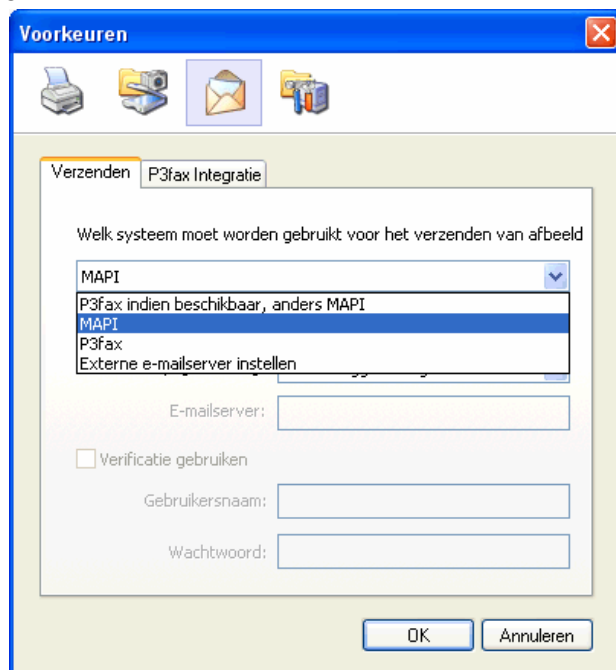 Voorkeuren
Verzenden P3fax Integratie
Welk systeem moet worden gebruikt voor het verzenden van afbeeld
MAPI
P3fax indien beschikbaar, anders MAPI
MAPI
P3fax
Externe e-mailserver instellen
E-mailserver:
Verificatie gebruiken
Gebruikersnaam:
Wachtwoord:
OK Annuleren